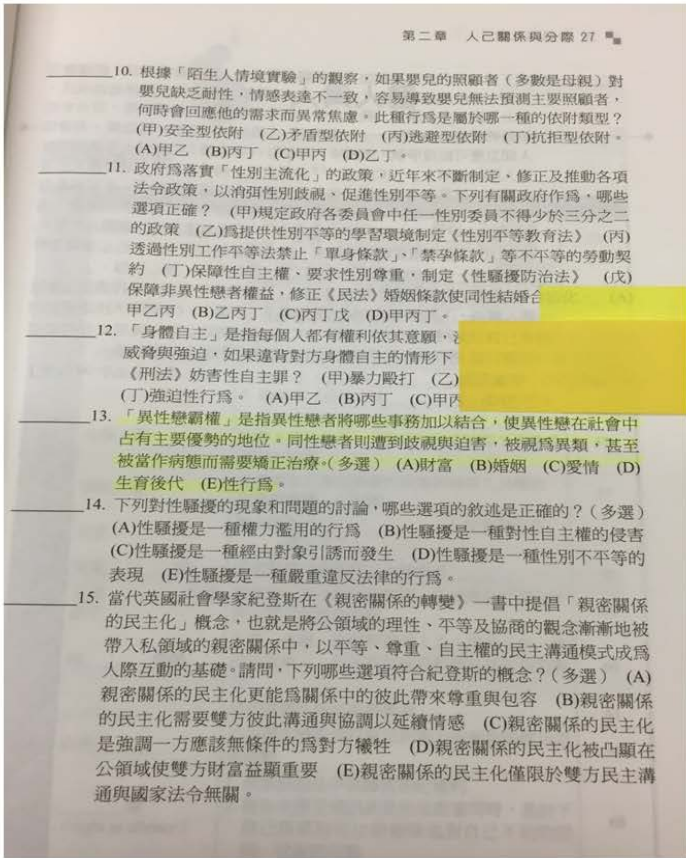 第二章 人己關係與分際 27
10. 根據「陌生人情境實驗」的觀察，如果嬰兒的照顧者（多數是母親）對
嬰兒缺乏耐性，情感表達不一致，容易導致嬰兒無法預測主要照顧者，
何時會回應他的需求而異常焦慮。此種行為是屬於哪一種的依附類型？
(甲)安全型依附 (乙)矛盾型依附 (丙)逃避型依附 (丁)抗拒型依附。
(A)甲乙 (B)丙丁 (C)甲丙 (D)乙丁。
11. 政府為落實「性別主流化」的政策，近年來不斷制定、修正及推動各項
法令政策，以消弭性別歧視、促進性別平等。下列有關政府作為，哪些
選項正確？ (甲)規定政府各委員會中任一性別委員不得少於三分之二
的政策 (乙)為提供性別平等的學習環境制定《性別平等教育法》 (丙)
透過性別工作平等法禁止「單身條款」、「禁孕條款」等不平等的勞動契
約 (丁)保障性自主權、要求性別尊重，制定《性騷擾防治法》 (戊)
保障非異性戀者權益，修正《民法》婚姻條款使同性結婚合 (A)
甲乙丙 (B)乙丙丁 (C)丙丁戊 (D)甲丙丁。
12. 「身體自主」是指每個人都有權利依其意願，
威脅與強迫，如果違背對方身體自主的情形下
《刑法》妨害性自主罪？ (甲)暴力毆打 (乙)
(丁)強迫性行為。 (A)甲乙 (B)丙丁 (C)甲丙
13. 「異性戀霸權」是指異性戀者將哪些事務加以結合，使異性戀在社會中
占有主要優勢的地位。同性戀者則遭到歧視與迫害，被視為異類，甚至
被當作病態而需要矯正治療。(多選) (A)財富 (B)婚姻 (C)愛情 (D)
生育後代 (E)性行為。
14. 下列對性騷擾的現象和問題的討論，哪些選項的敘述是正確的？(多選)
(A)性騷擾是一種權力濫用的行為 (B)性騷擾是一種對性自主權的侵害
(C)性騷擾是一種經由對象引誘而發生 (D)性騷擾是一種性別不平等的
表現 (E)性騷擾是一種嚴重違反法律的行為。
15. 當代英國社會學家紀登斯在《親密關係的轉變》一書中提倡「親密關係
的民主化」概念，也就是將公領域的理性、平等及協商的觀念漸漸地被
帶入私領域的親密關係中，以平等、尊重、自主權的民主溝通模式成為
人際互動的基礎。請問，下列哪些選項符合紀登斯的概念？(多選) (A)
親密關係的民主化更能為關係中的彼此帶來尊重與包容 (B)親密關係
的民主化需要雙方彼此溝通與協調以延續情感 (C)親密關係的民主化
是強調一方應該無條件的為對方犧牲 (D)親密關係的民主化被凸顯在
公領域使雙方財富益顯重要 (E)親密關係的民主化僅限於雙方民主溝
通與國家法令無關。